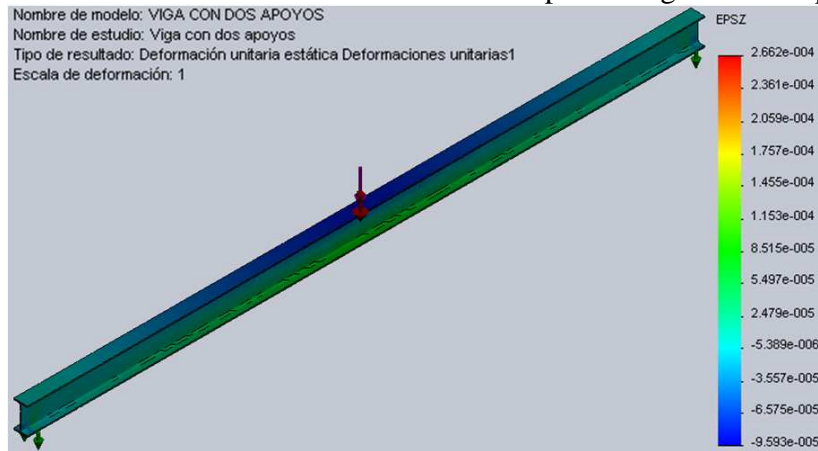 Nombre de modelo: VIGA CON DOS APOYOS
Nombre de estudio: Viga con dos apoyos
Tipo de resultado: Deformación unitaria estática Deformaciones unitarias1
Escala de deformación: 1
EPSZ
2.662e-004
2.361e-004
2.059e-004
1.757e-004
1.455e-004
1.153e-004
8.515e-005
5.497e-005
2.479e-005
-5.389e-006
-3.557e-005
-6.575e-005
-9.593e-005